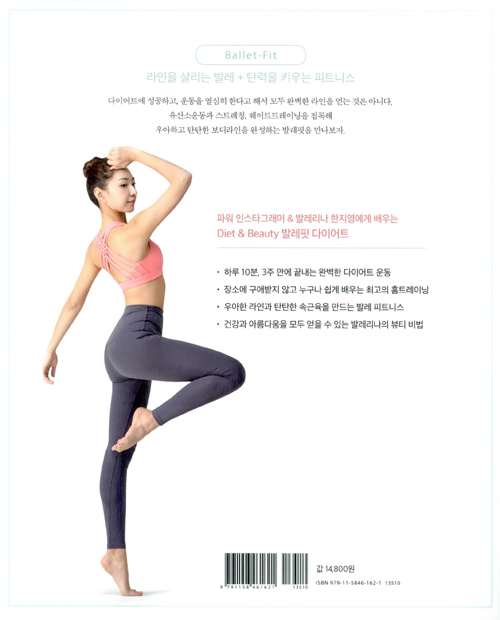 Ballet-Fit
라인을 살리는 발레 + 탄력을 키우는 피트니스
다이어트에 성공하고, 운동을 열심히 한다고 해서 모두 완벽한 라인을 얻는 것은 아니다.
유산소운동과 스트레칭, 웨이트트레이닝을 접목해
우아하고 탄탄한 보디라인을 완성하는 발레핏을 만나보자.
파워 인스타그래머 & 발레리나 한지영에게 배우는
Diet & Beauty 발레핏 다이어트
• 하루 10분, 3주 만에 끝내는 완벽한 다이어트 운동
• 장소에 구애받지 않고 누구나 쉽게 배우는 최고의 홈트레이닝
• 우아한 라인과 탄탄한 속근육을 만드는 발레 피트니스
• 건강과 아름다움을 모두 얻을 수 있는 발레리나의 뷰티 비법
값 14,800원
9 791158 461621
13510
ISBN 979-11-5846-162-1 13510